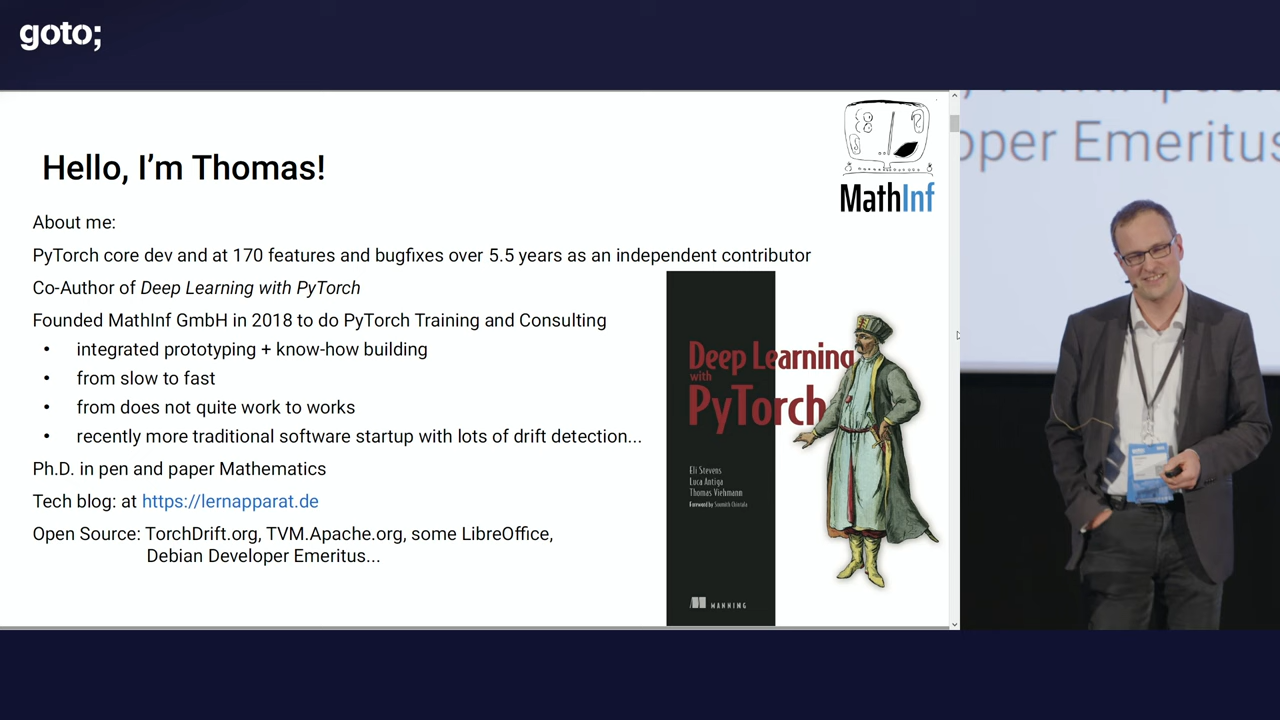 goto;
Hello, I'm Thomas!
MathInf
About me:
PyTorch core dev and at 170 features and bugfixes over 5.5 years as an independent contributor
Co-Author of Deep Learning with PyTorch
Founded MathInf GmbH in 2018 to do PyTorch Training and Consulting
• integrated prototyping + know-how building
• from slow to fast
• from does not quite work to works
• recently more traditional software startup with lots of drift detection...
Ph.D. in pen and paper Mathematics
Tech blog: at https://lernapparat.de
Open Source: TorchDrift.org, TVM.Apache.org, some LibreOffice,
Debian Developer Emeritus...
Deep Learning
with
PyTorch
Eli Stevens
Luca Antiga
Thomas Viehmann
Foreword by Soumith Chintala
MANNING
oper Emeritus